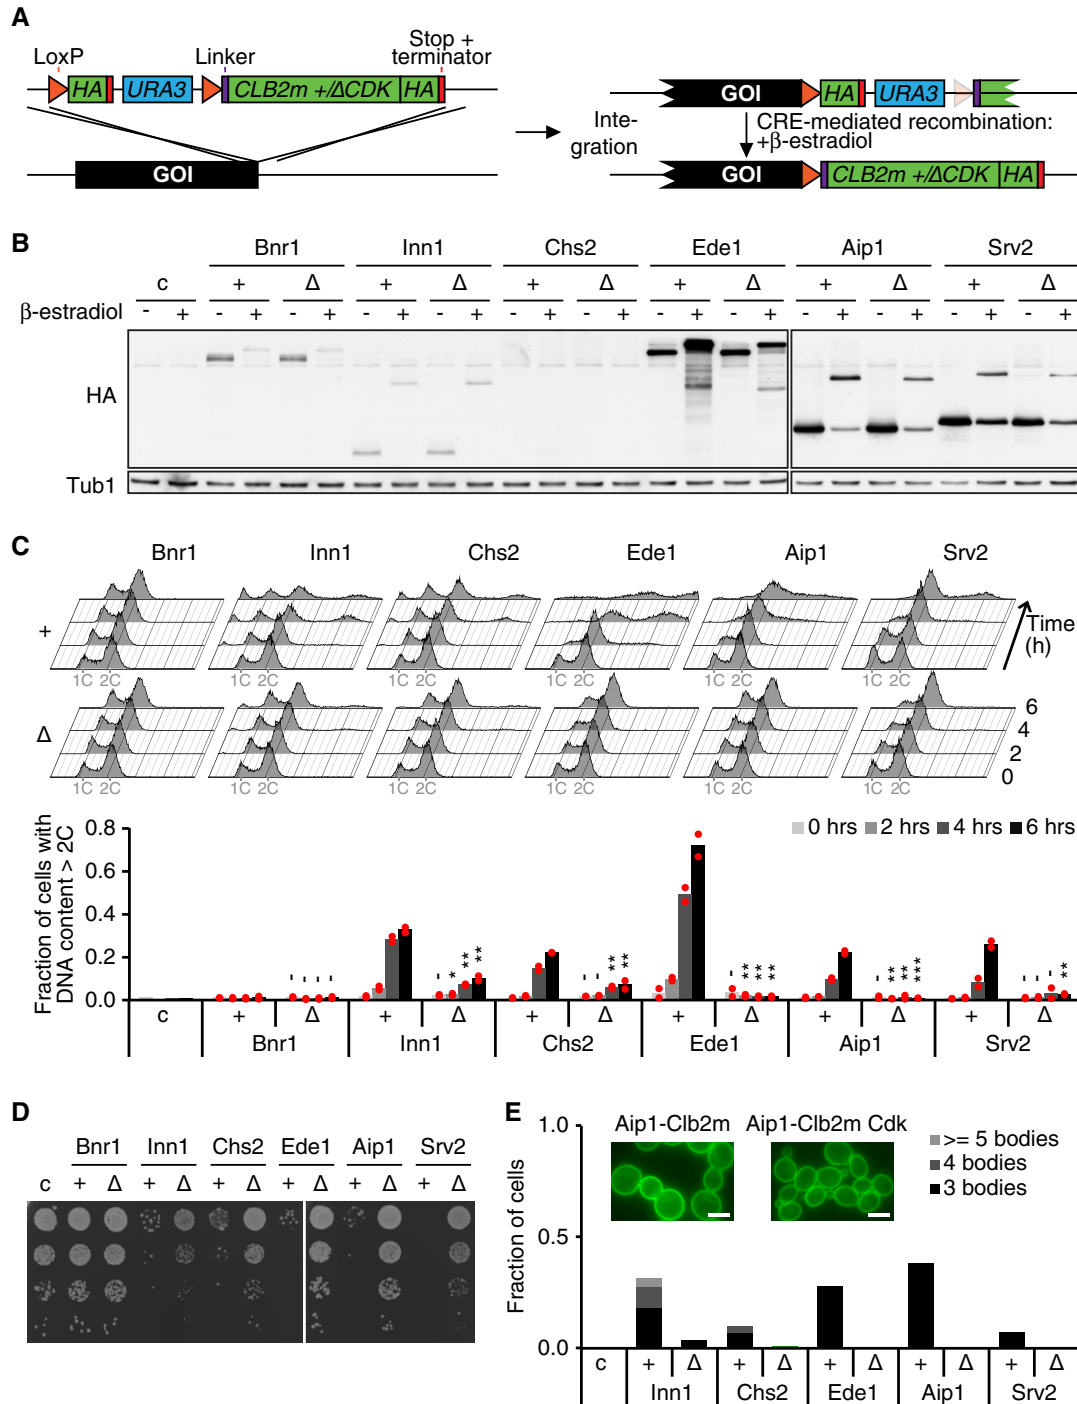 A
LoxP
Linker
Stop +
terminator
HA
URA3
CLB2m +/ΔCDK
HA
GOI
Inte-
gration
GOI
HA
URA3
CRE-mediated recombination:
+β-estradiol
GOI
CLB2m +/ΔCDK
HA
B
Bnr1 Inn1 Chs2 Ede1 Aip1 Srv2
c + Δ + Δ + Δ + Δ + Δ + Δ
β-estradiol - + - + - + - + - + - + - + - + - + - + - + - + - +
HA
Tub1
C
Bnr1 Inn1 Chs2 Ede1 Aip1 Srv2
+
Time
(h)
1C 2C 1C 2C 1C 2C 1C 2C 1C 2C 1C 2C
Δ
6
4
2
0
1C 2C 1C 2C 1C 2C 1C 2C 1C 2C 1C 2C
Fraction of cells with
DNA content > 2C
0.8
0.6
0.4
0.2
0.0
0 hrs 2 hrs 4 hrs 6 hrs
- - - - - * ** ** - - ** ** - ** ** ** - ** *** *** - - - **
c + Δ + Δ + Δ + Δ + Δ + Δ
Bnr1 Inn1 Chs2 Ede1 Aip1 Srv2
D
Bnr1 Inn1 Chs2 Ede1 Aip1 Srv2
c + Δ + Δ + Δ + Δ + Δ + Δ
E
Fraction of cells
1.0
0.5
0.0
Aip1-Clb2m
Aip1-Clb2m Cdk
>= 5 bodies
4 bodies
3 bodies
c + Δ + Δ + Δ + Δ + Δ
Inn1 Chs2 Ede1 Aip1 Srv2